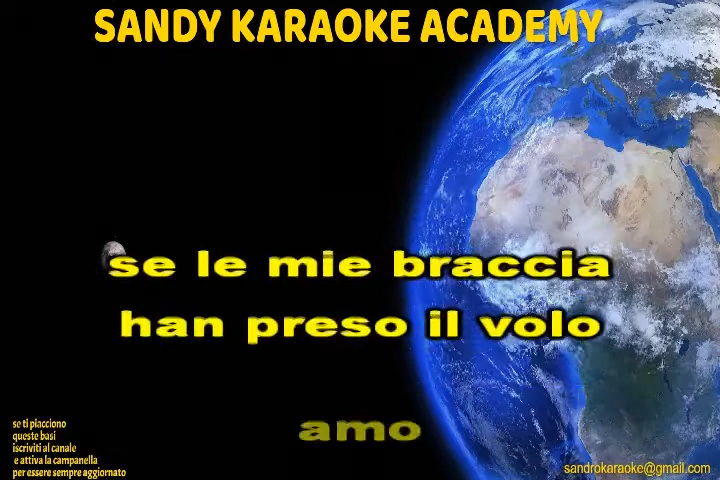 SANDY KARAOKE ACADEMY
se le mie braccia
han preso il volo
amo
se ti piacciono
queste basi
iscriviti al canale
e attiva la campanella
per essere sempre aggiornato
sandrokaraoke@gmail.com